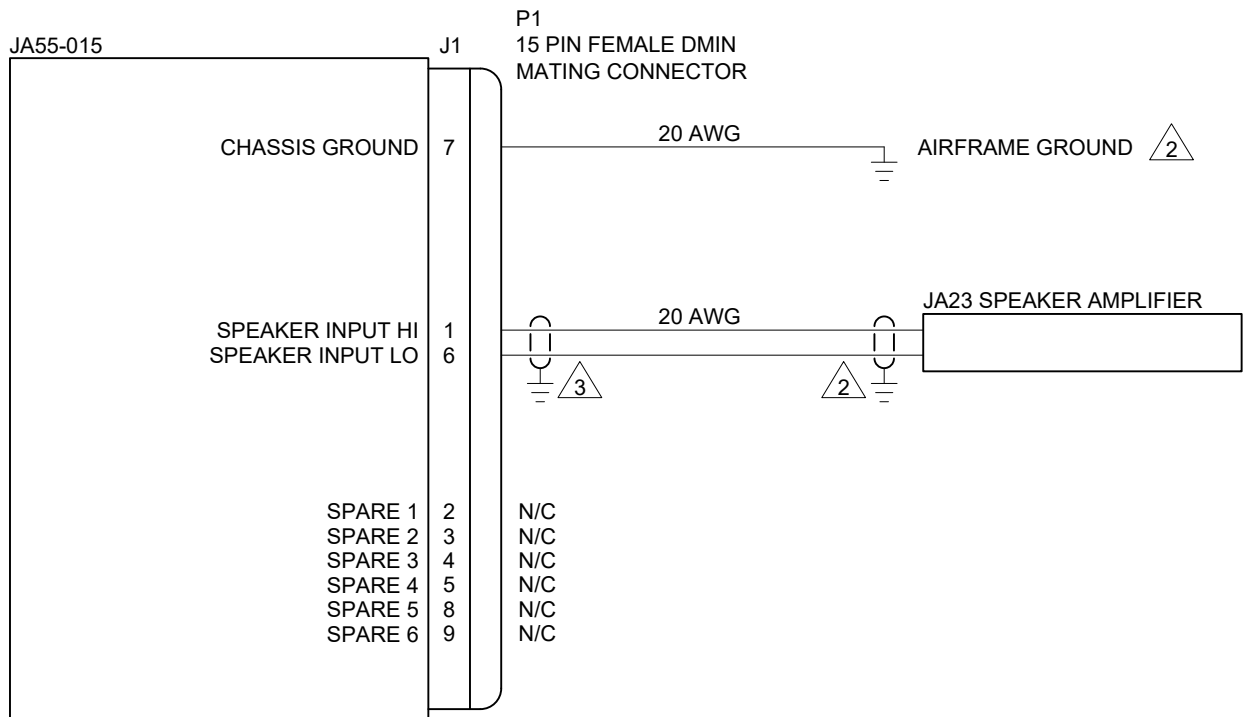 P1
JA55-015 J1 15 PIN FEMALE DMIN
MATING CONNECTOR
CHASSIS GROUND 7 20 AWG AIRFRAME GROUND 2
JA23 SPEAKER AMPLIFIER
SPEAKER INPUT HI 1 20 AWG
SPEAKER INPUT LO 6
3 2
SPARE 1 2 N/C
SPARE 2 3 N/C
SPARE 3 4 N/C
SPARE 4 5 N/C
SPARE 5 8 N/C
SPARE 6 9 N/C